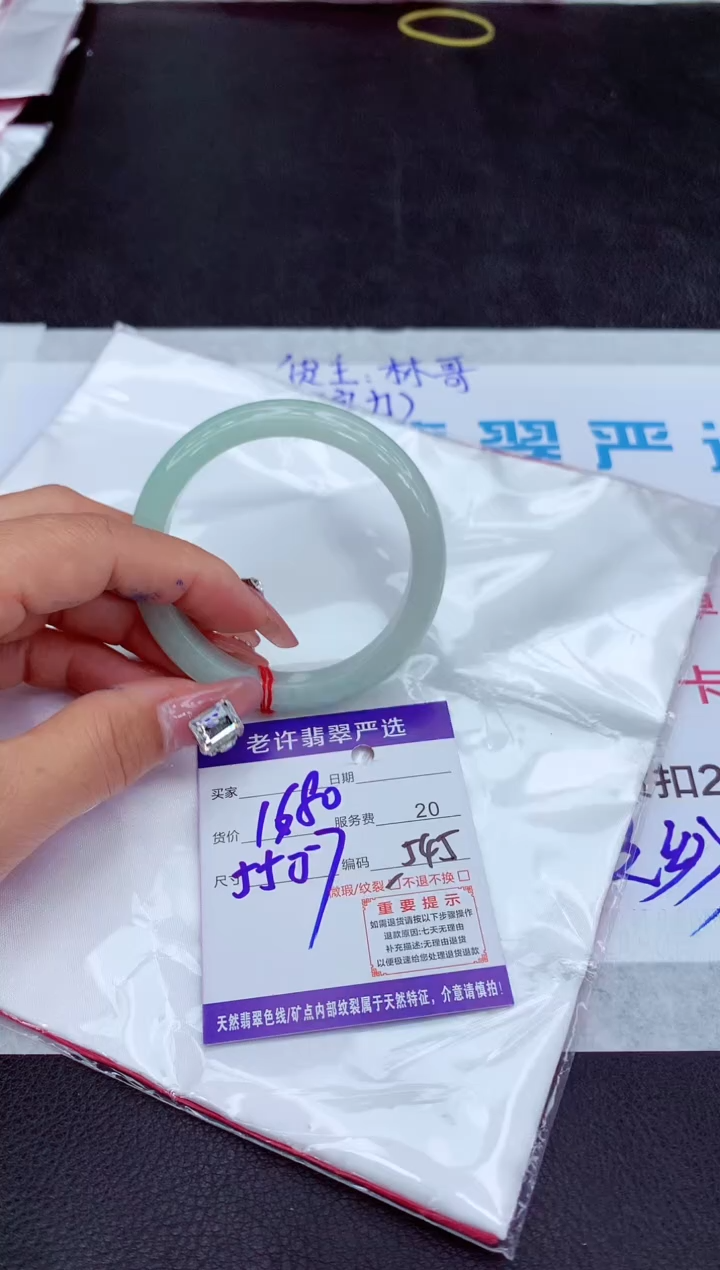 货主：林哥
（实力）
翡翠严
老许翡翠严选
买家 日期
货价 1680 服务费 20
尺寸 编码 545
微瑕/纹裂 不退不换
重要提示
如需退货请按以下步骤操作
退款原因：七天无理由
补充描述：无理由退货
以便极速给您处理退货退款
天然翡翠色线/矿点内部纹裂属于天然特征，介意请慎拍！
扣2